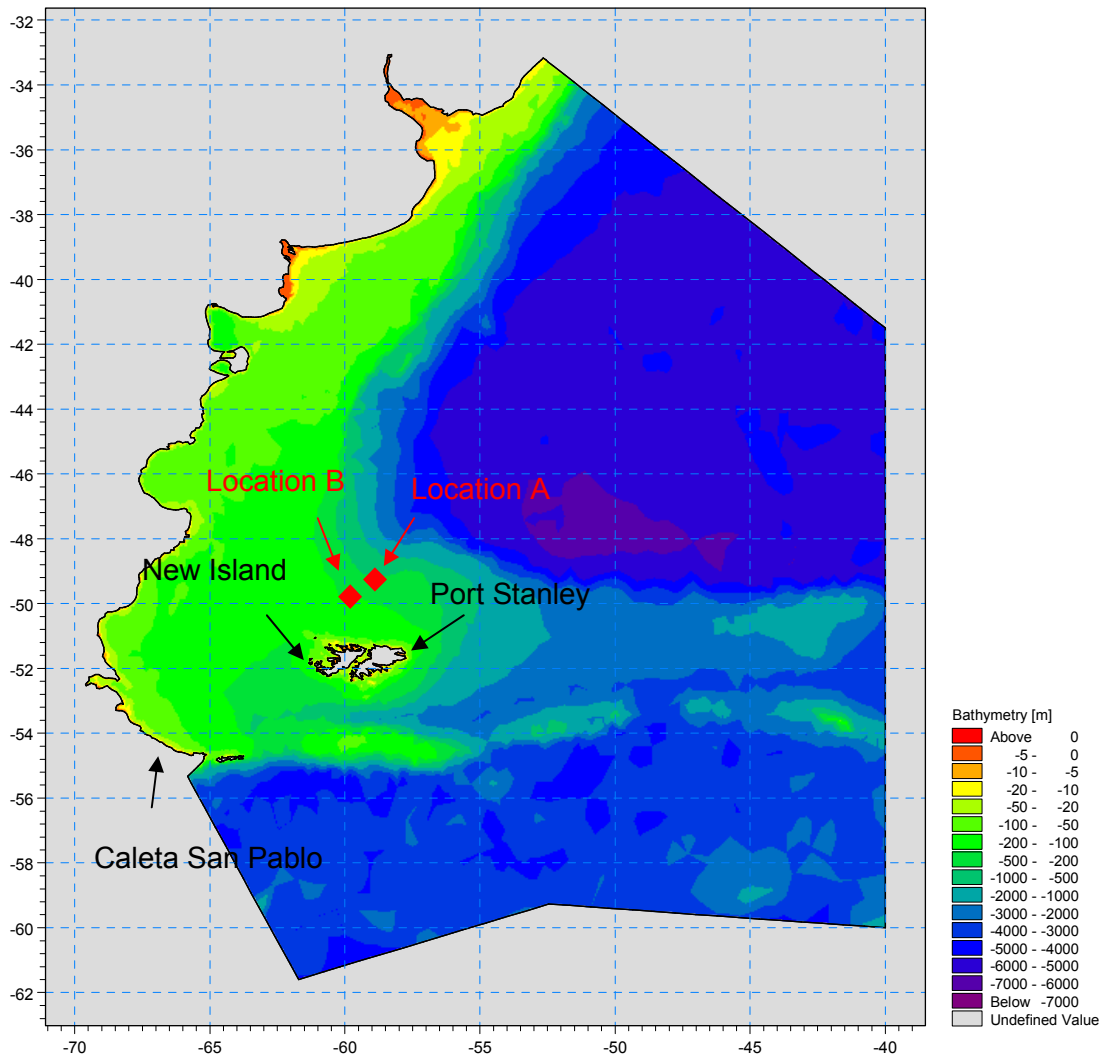 -32
-34
-36
-38
-40
-42
-44
-46
-48
-50
-52
-54
-56
-58
-60
-62
Location B
Location A
New Island
Port Stanley
Caleta San Pablo
-70
-65
-60
-55
-50
-45
-40
Bathymetry [m]
Above 0
-5 - 0
-10 - -5
-20 - -10
-50 - -20
-100 - -50
-200 - -100
-500 - -200
-1000 - -500
-2000 - -1000
-3000 - -2000
-4000 - -3000
-5000 - -4000
-6000 - -5000
-7000 - -6000
Below -7000
Undefined Value